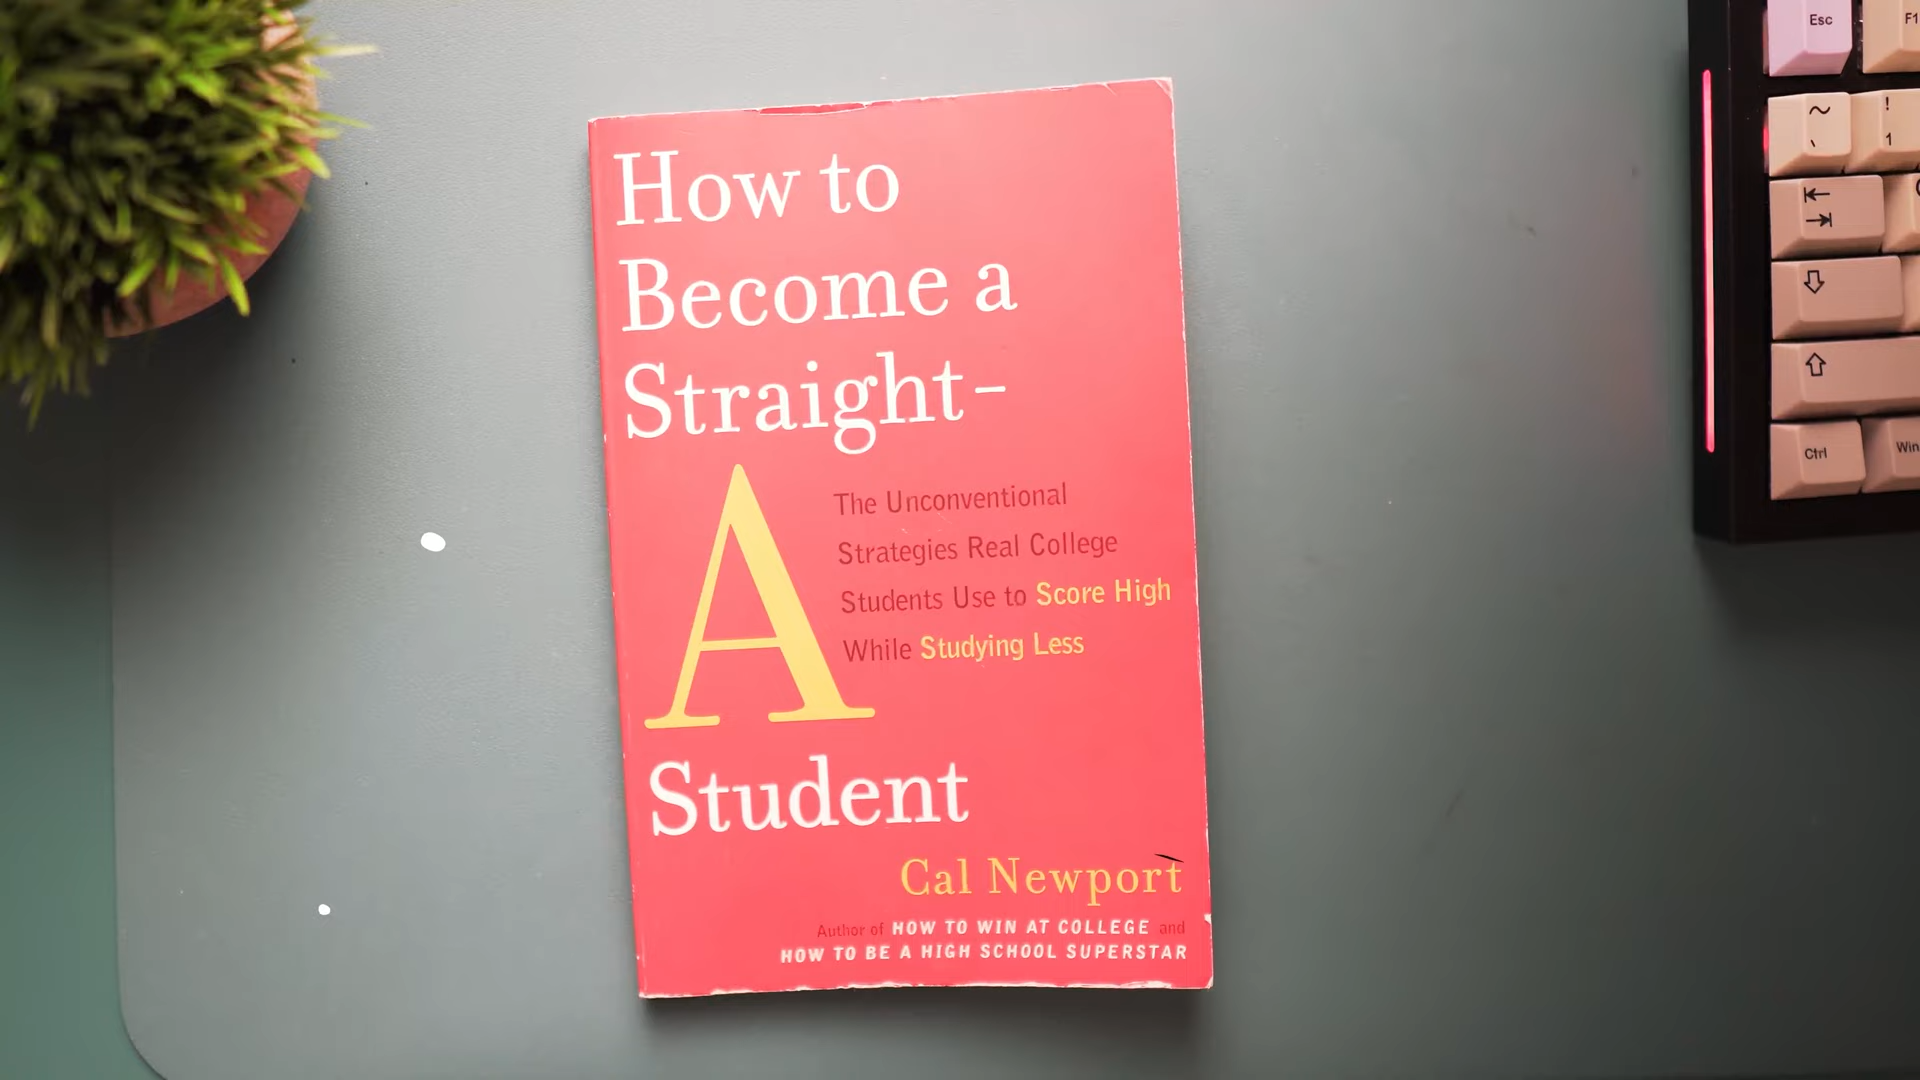 How to
Become a
Straight-
A
The Unconventional
Strategies Real College
Students Use to Score High
While Studying Less
Student
Cal Newport
Author of HOW TO WIN AT COLLEGE and
HOW TO BE A HIGH SCHOOL SUPERSTAR
Esc
F1
~
`
!
1
Ctrl
Win